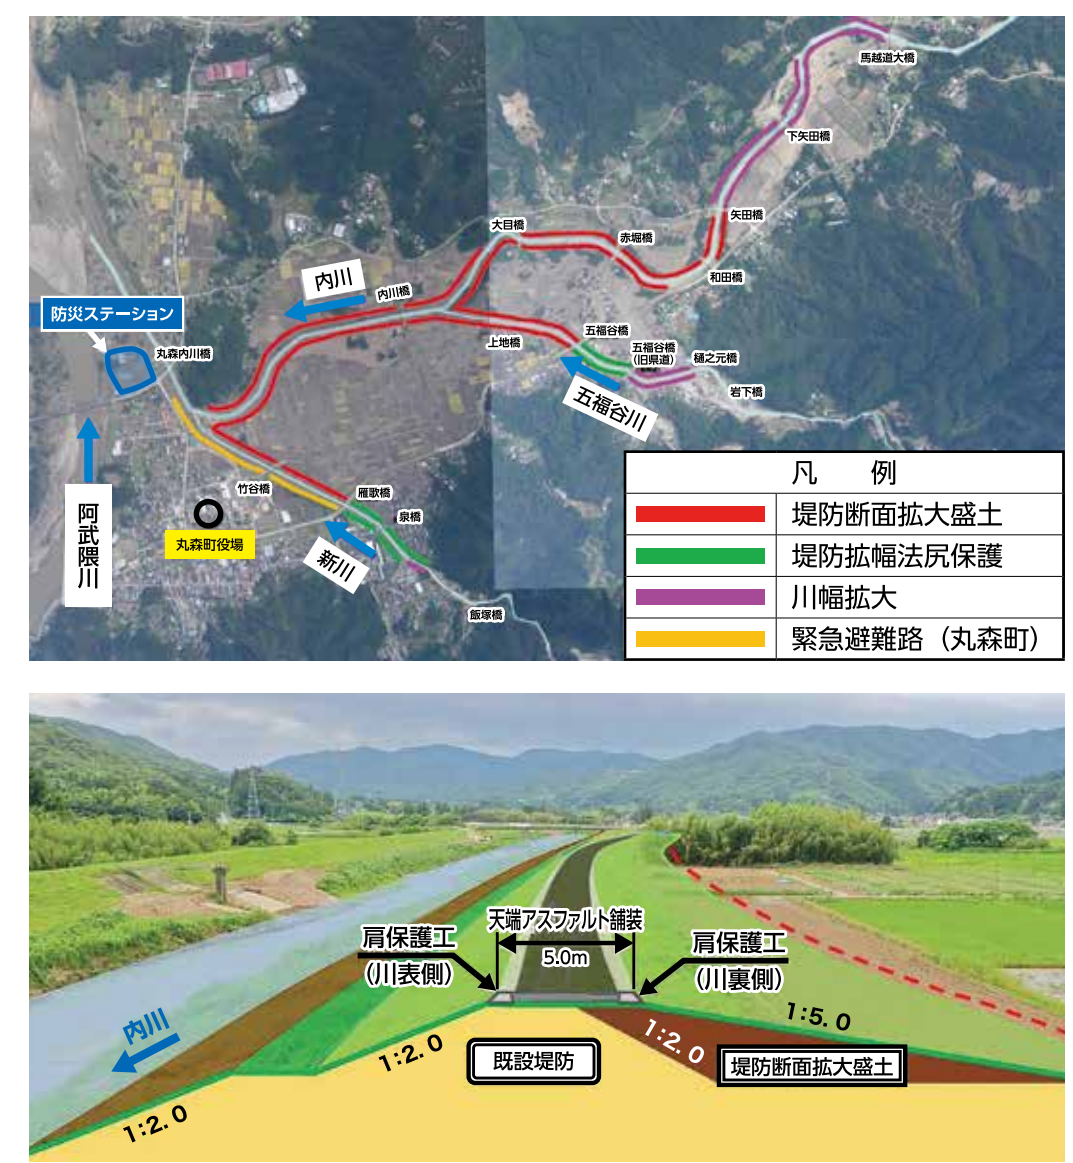 馬越道大橋
下矢田橋
矢田橋
大目橋
赤堀橋
和田橋
内川
内川橋
防災ステーション
丸森内川橋
上地橋
五福谷橋
五福谷橋
(旧県道)
樋之元橋
岩下橋
五福谷川
阿武隈川
竹谷橋
雁歌橋
泉橋
丸森町役場
新川
飯塚橋
凡 例
堤防断面拡大盛土
堤防拡幅法尻保護
川幅拡大
緊急避難路（丸森町）
天端アスファルト舗装
5.0m
肩保護工
(川表側)
肩保護工
(川裏側)
内川
1:5.0
1:2.0
1:2.0
既設堤防
堤防断面拡大盛土
1:2.0